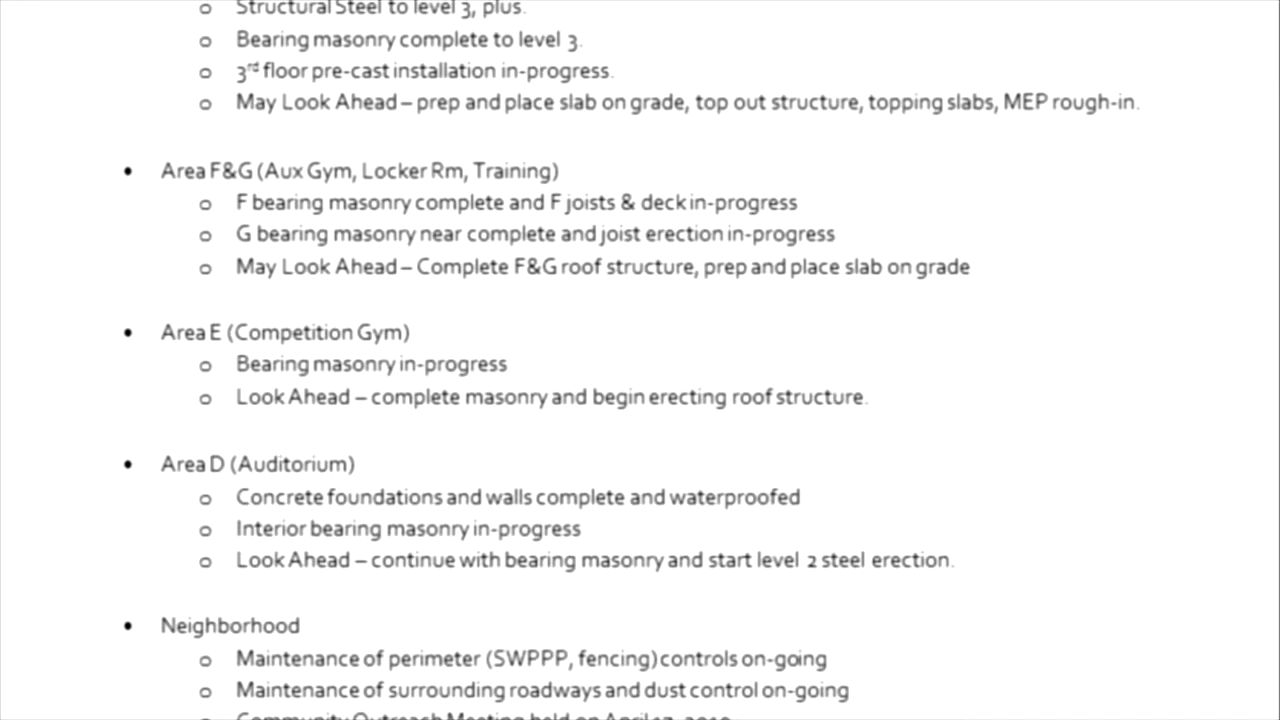 o Structural Steel to level 3, plus.
o Bearing masonry complete to level 3.
o 3rd floor pre-cast installation in-progress.
o May Look Ahead – prep and place slab on grade, top out structure, topping slabs, MEP rough-in.
• Area F&G (Aux Gym, Locker Rm, Training)
o F bearing masonry complete and F joists & deck in-progress
o G bearing masonry near complete and joist erection in-progress
o May Look Ahead – Complete F&G roof structure, prep and place slab on grade
• Area E (Competition Gym)
o Bearing masonry in-progress
o Look Ahead – complete masonry and begin erecting roof structure.
• Area D (Auditorium)
o Concrete foundations and walls complete and waterproofed
o Interior bearing masonry in-progress
o Look Ahead – continue with bearing masonry and start level 2 steel erection.
• Neighborhood
o Maintenance of perimeter (SWPPP, fencing) controls on-going
o Maintenance of surrounding roadways and dust control on-going
o Community Outreach Meeting held on April